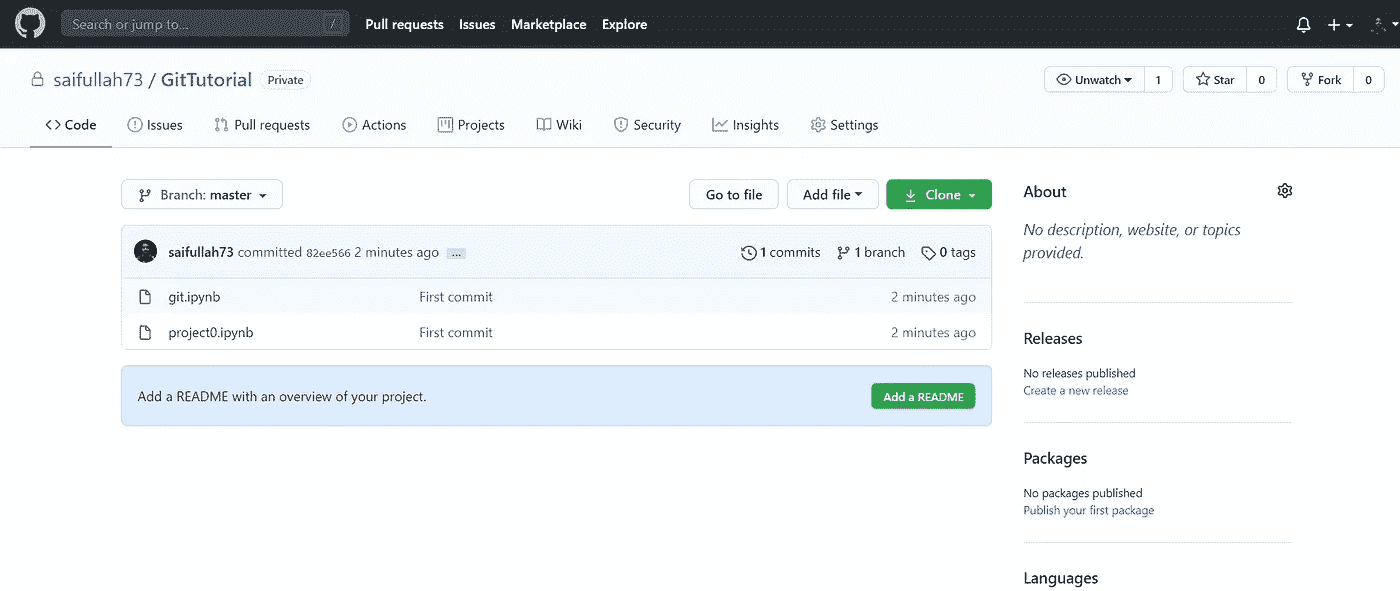 Search or jump to... /
Pull requests Issues Marketplace Explore
saifullah73 / GitTutorial Private
Unwatch 1 Star 0 Fork 0
Code Issues Pull requests Actions Projects Wiki Security Insights Settings
Branch: master
Go to file Add file Clone
saifullah73 committed 82ee566 2 minutes ago ... 1 commits 1 branch 0 tags
git.ipynb First commit 2 minutes ago
project0.ipynb First commit 2 minutes ago
Add a README with an overview of your project. Add a README
About
No description, website, or topics
provided.
Releases
No releases published
Create a new release
Packages
No packages published
Publish your first package
Languages